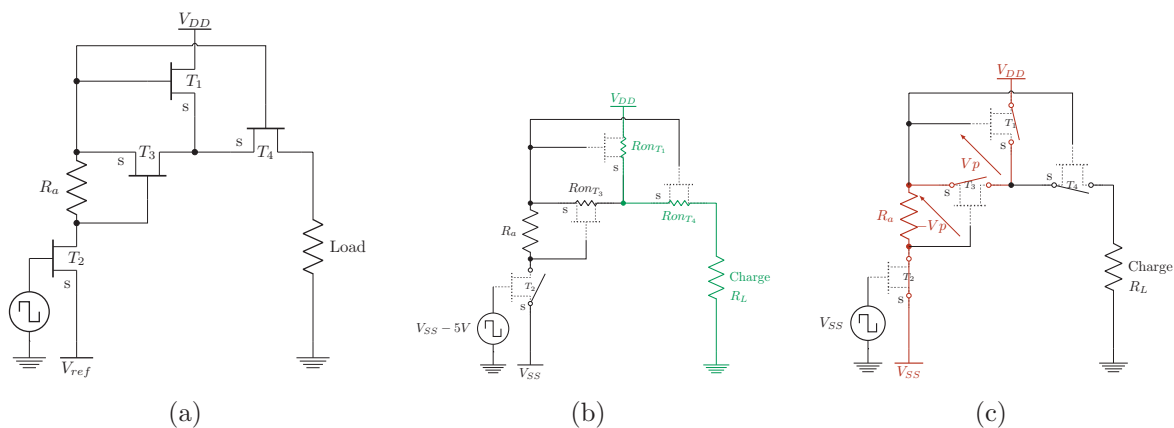 V_DD
T_1
s
s
s
T_3
T_4
R_a
T_2
s
Load
V_ref
(a)
V_DD
Ron_T1
s
Ron_T3
s
s
Ron_T4
R_a
T_2
s
V_SS − 5V
Charge
R_L
V_SS
(b)
V_DD
T_1
s
Vp
s
T_3
s
T_4
R_a
−Vp
T_2
s
V_SS
Charge
R_L
V_SS
(c)